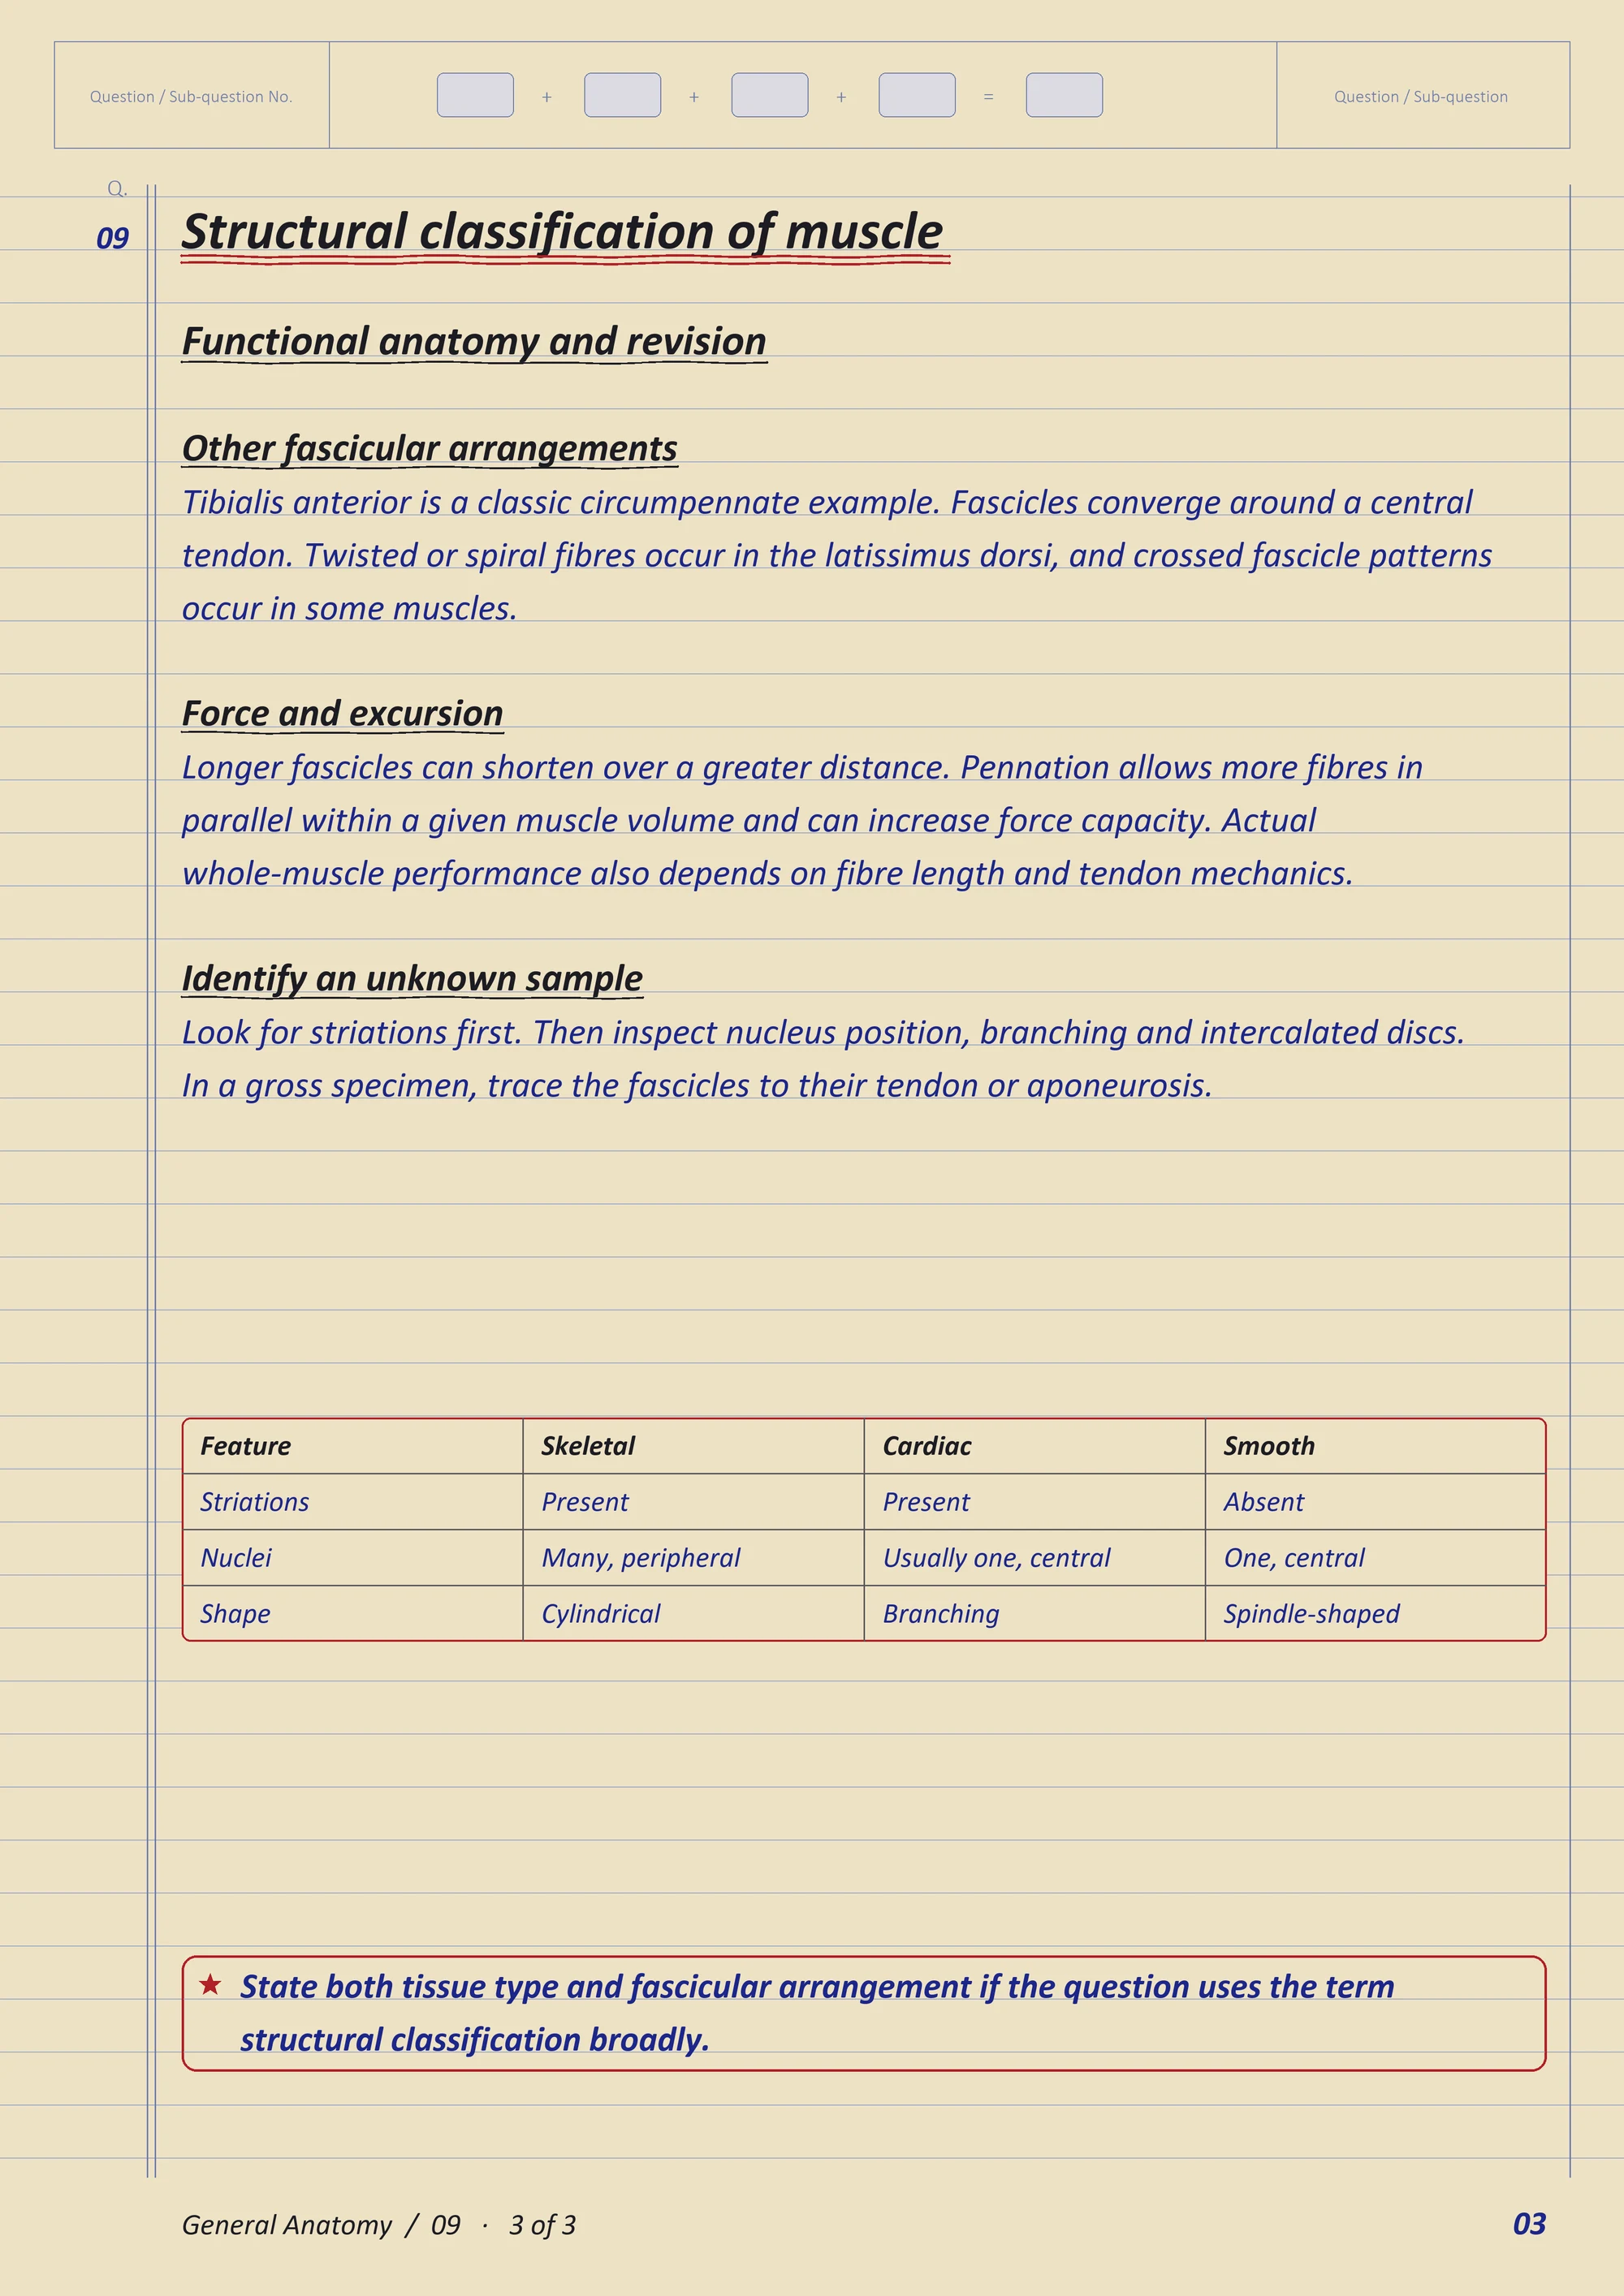 Question / Sub-question No.
+ + + =
Question / Sub-question
Q.
09
Structural classification of muscle
Functional anatomy and revision
Other fascicular arrangements
Tibialis anterior is a classic circumpennate example. Fascicles converge around a central
tendon. Twisted or spiral fibres occur in the latissimus dorsi, and crossed fascicle patterns
occur in some muscles.
Force and excursion
Longer fascicles can shorten over a greater distance. Pennation allows more fibres in
parallel within a given muscle volume and can increase force capacity. Actual
whole-muscle performance also depends on fibre length and tendon mechanics.
Identify an unknown sample
Look for striations first. Then inspect nucleus position, branching and intercalated discs.
In a gross specimen, trace the fascicles to their tendon or aponeurosis.
Feature Skeletal Cardiac Smooth
Striations Present Present Absent
Nuclei Many, peripheral Usually one, central One, central
Shape Cylindrical Branching Spindle-shaped
★ State both tissue type and fascicular arrangement if the question uses the term
structural classification broadly.
General Anatomy / 09 · 3 of 3
03